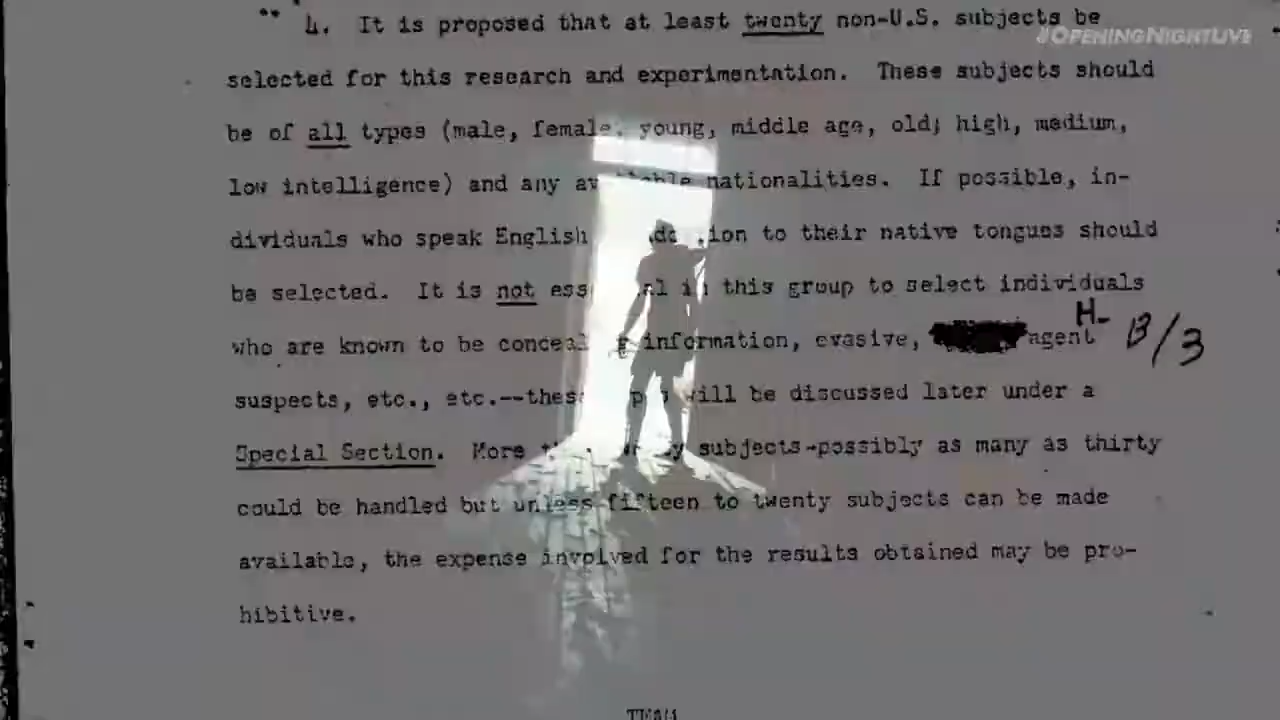 4. It is proposed that at least twenty non-U.S. subjects be
#OPENINGNIGHTLIVE
selected for this research and experimentation. These subjects should
be of all types (male, female, young, middle age, old; high, medium,
low intelligence) and any nationalities. If possible, in-
dividuals who speak English to their native tongues should
be selected. It is not in this group to select individuals
who are known to be information, evasive, agent H- B/3
suspects, etc., etc.-- will be discussed later under a
Special Section. More subjects-possibly as many as thirty
could be handled but unless fifteen to twenty subjects can be made
available, the expense involved for the results obtained may be pro-
hibitive.